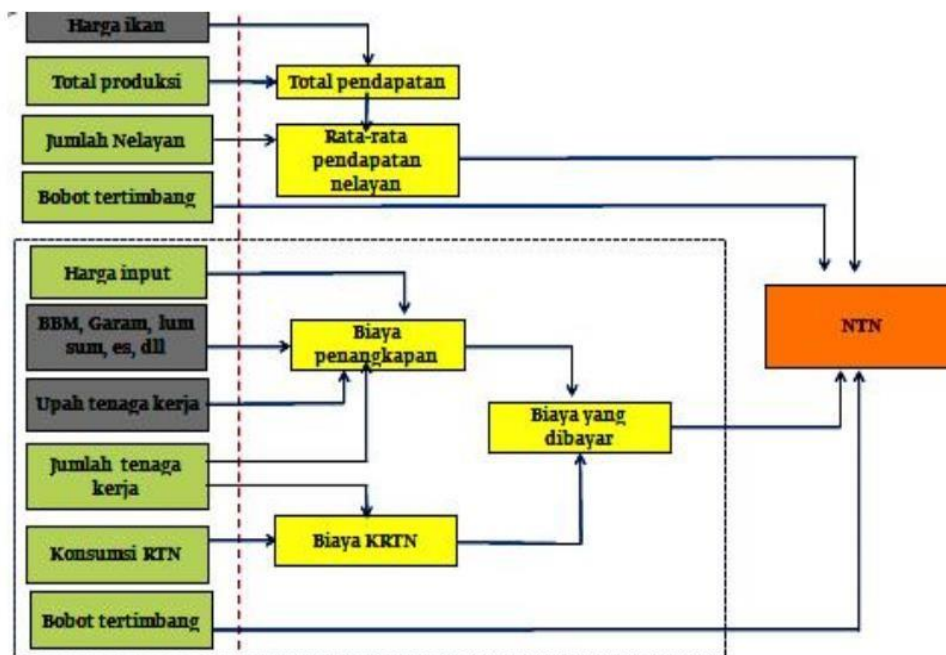 Harga ikan
Total produksi
Total pendapatan
Jumlah Nelayan
Rata-rata
pendapatan
nelayan
Bobot tertimbang
Harga input
BBM, Garam, lum
sum, es, dll
Biaya
penangkapan
NTN
Upah tenaga kerja
Biaya yang
dibayar
Jumlah tenaga
kerja
Konsumsi RTN
Biaya KRTN
Bobot tertimbang